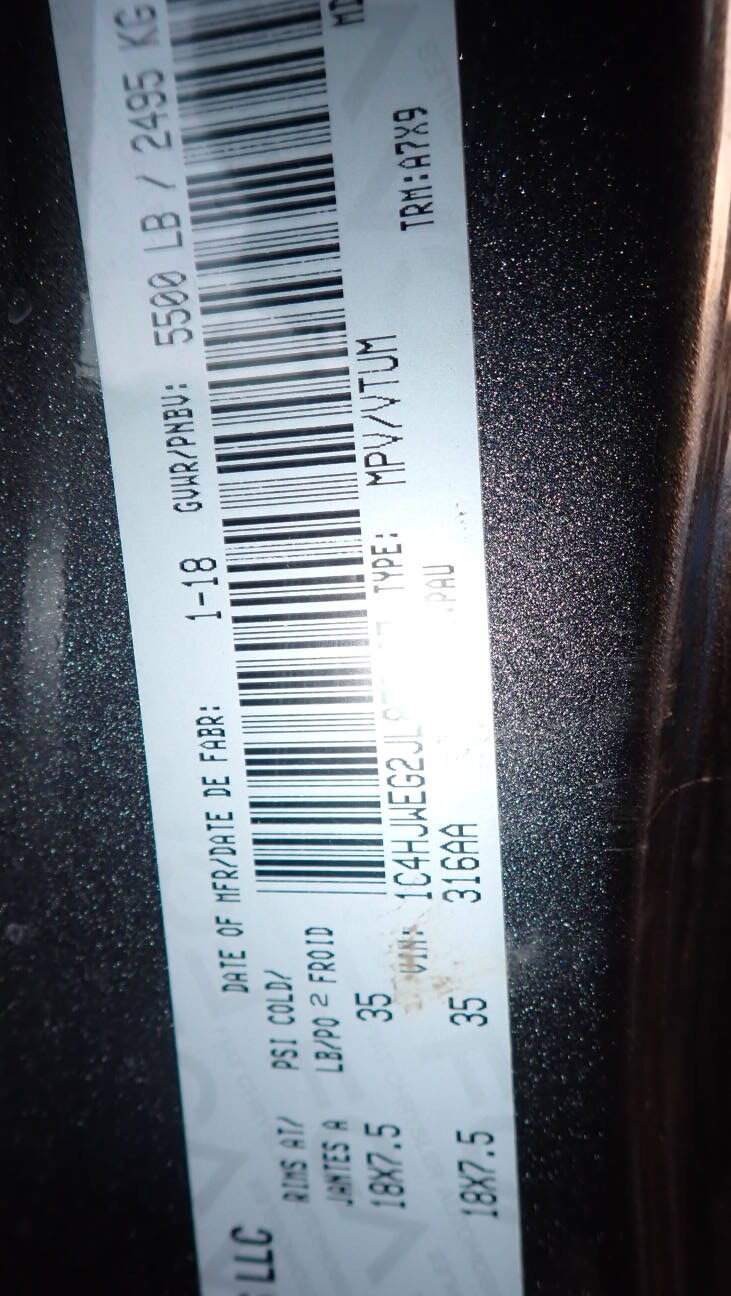 LLC
DATE OF MFR/DATE DE FABR: 1-18 GVWR/PNBV: 5500 LB / 2495 KG
RIMS AT/ PSI COLD/
JANTES A LB/PO 2 FROID
18X7.5 35 VIN: 1C4HJWEG2JL TYPE: MPV/VTUM
18X7.5 35 316AA .PAU TRM:A7X9